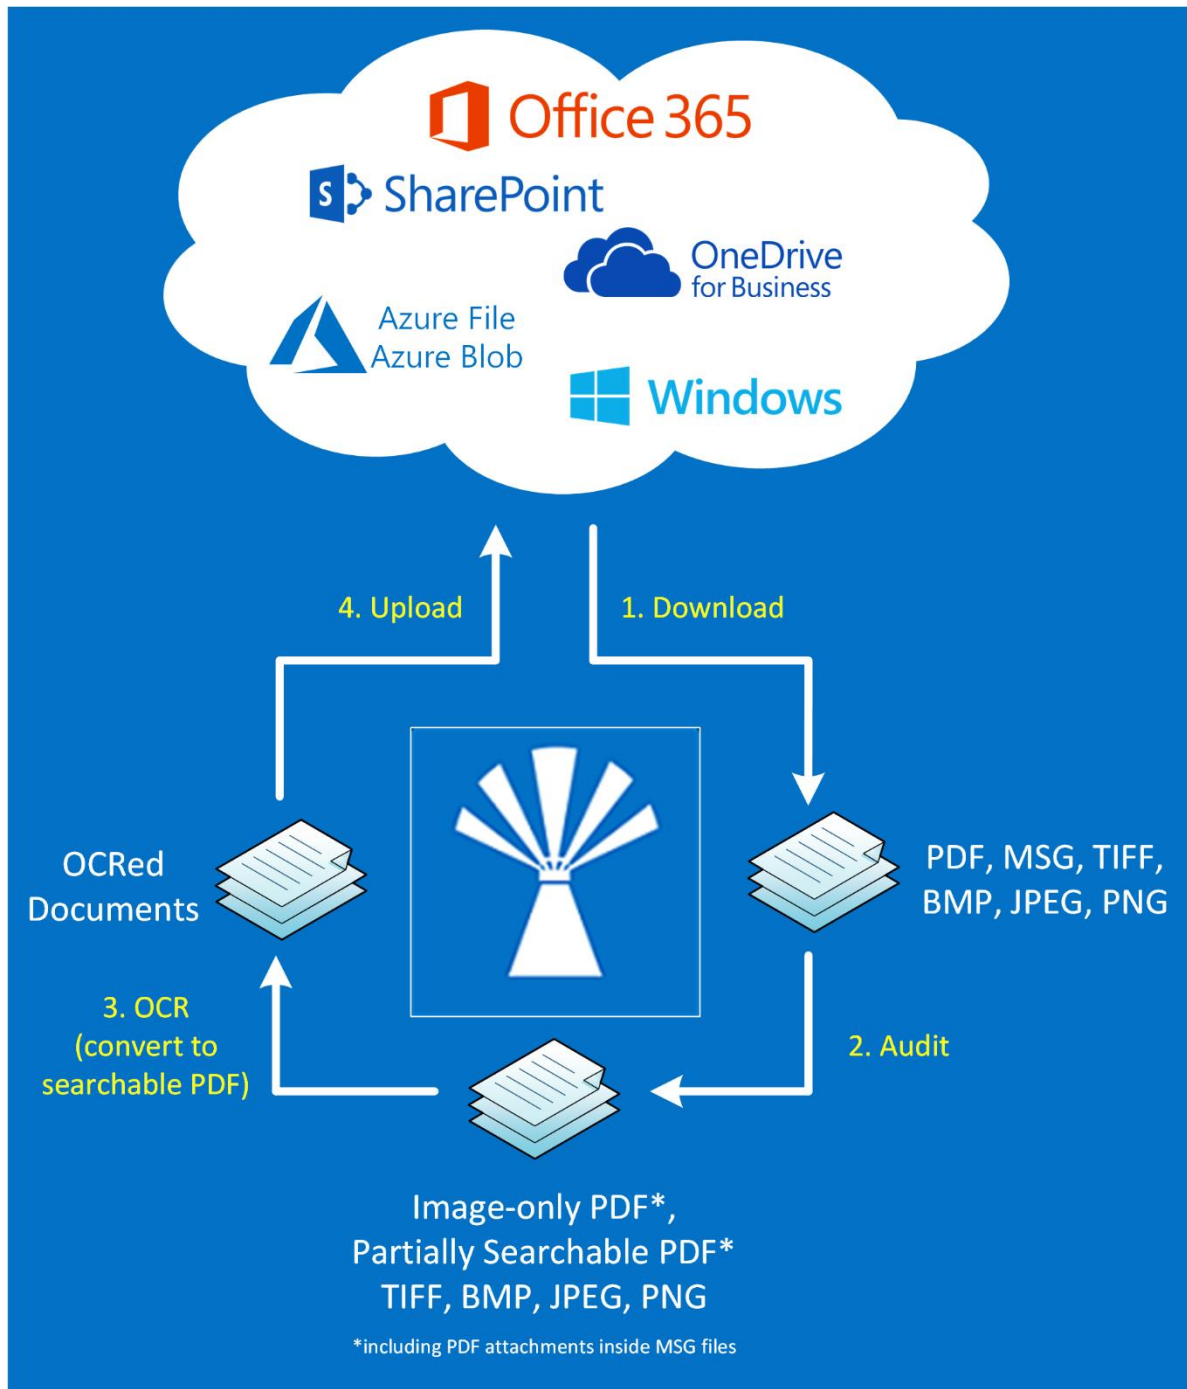 Office 365
S SharePoint
OneDrive
for Business
Azure File
Azure Blob
Windows
4. Upload
1. Download
OCRed
Documents
PDF, MSG, TIFF,
BMP, JPEG, PNG
3. OCR
(convert to
searchable PDF)
2. Audit
Image-only PDF*,
Partially Searchable PDF*
TIFF, BMP, JPEG, PNG
*including PDF attachments inside MSG files